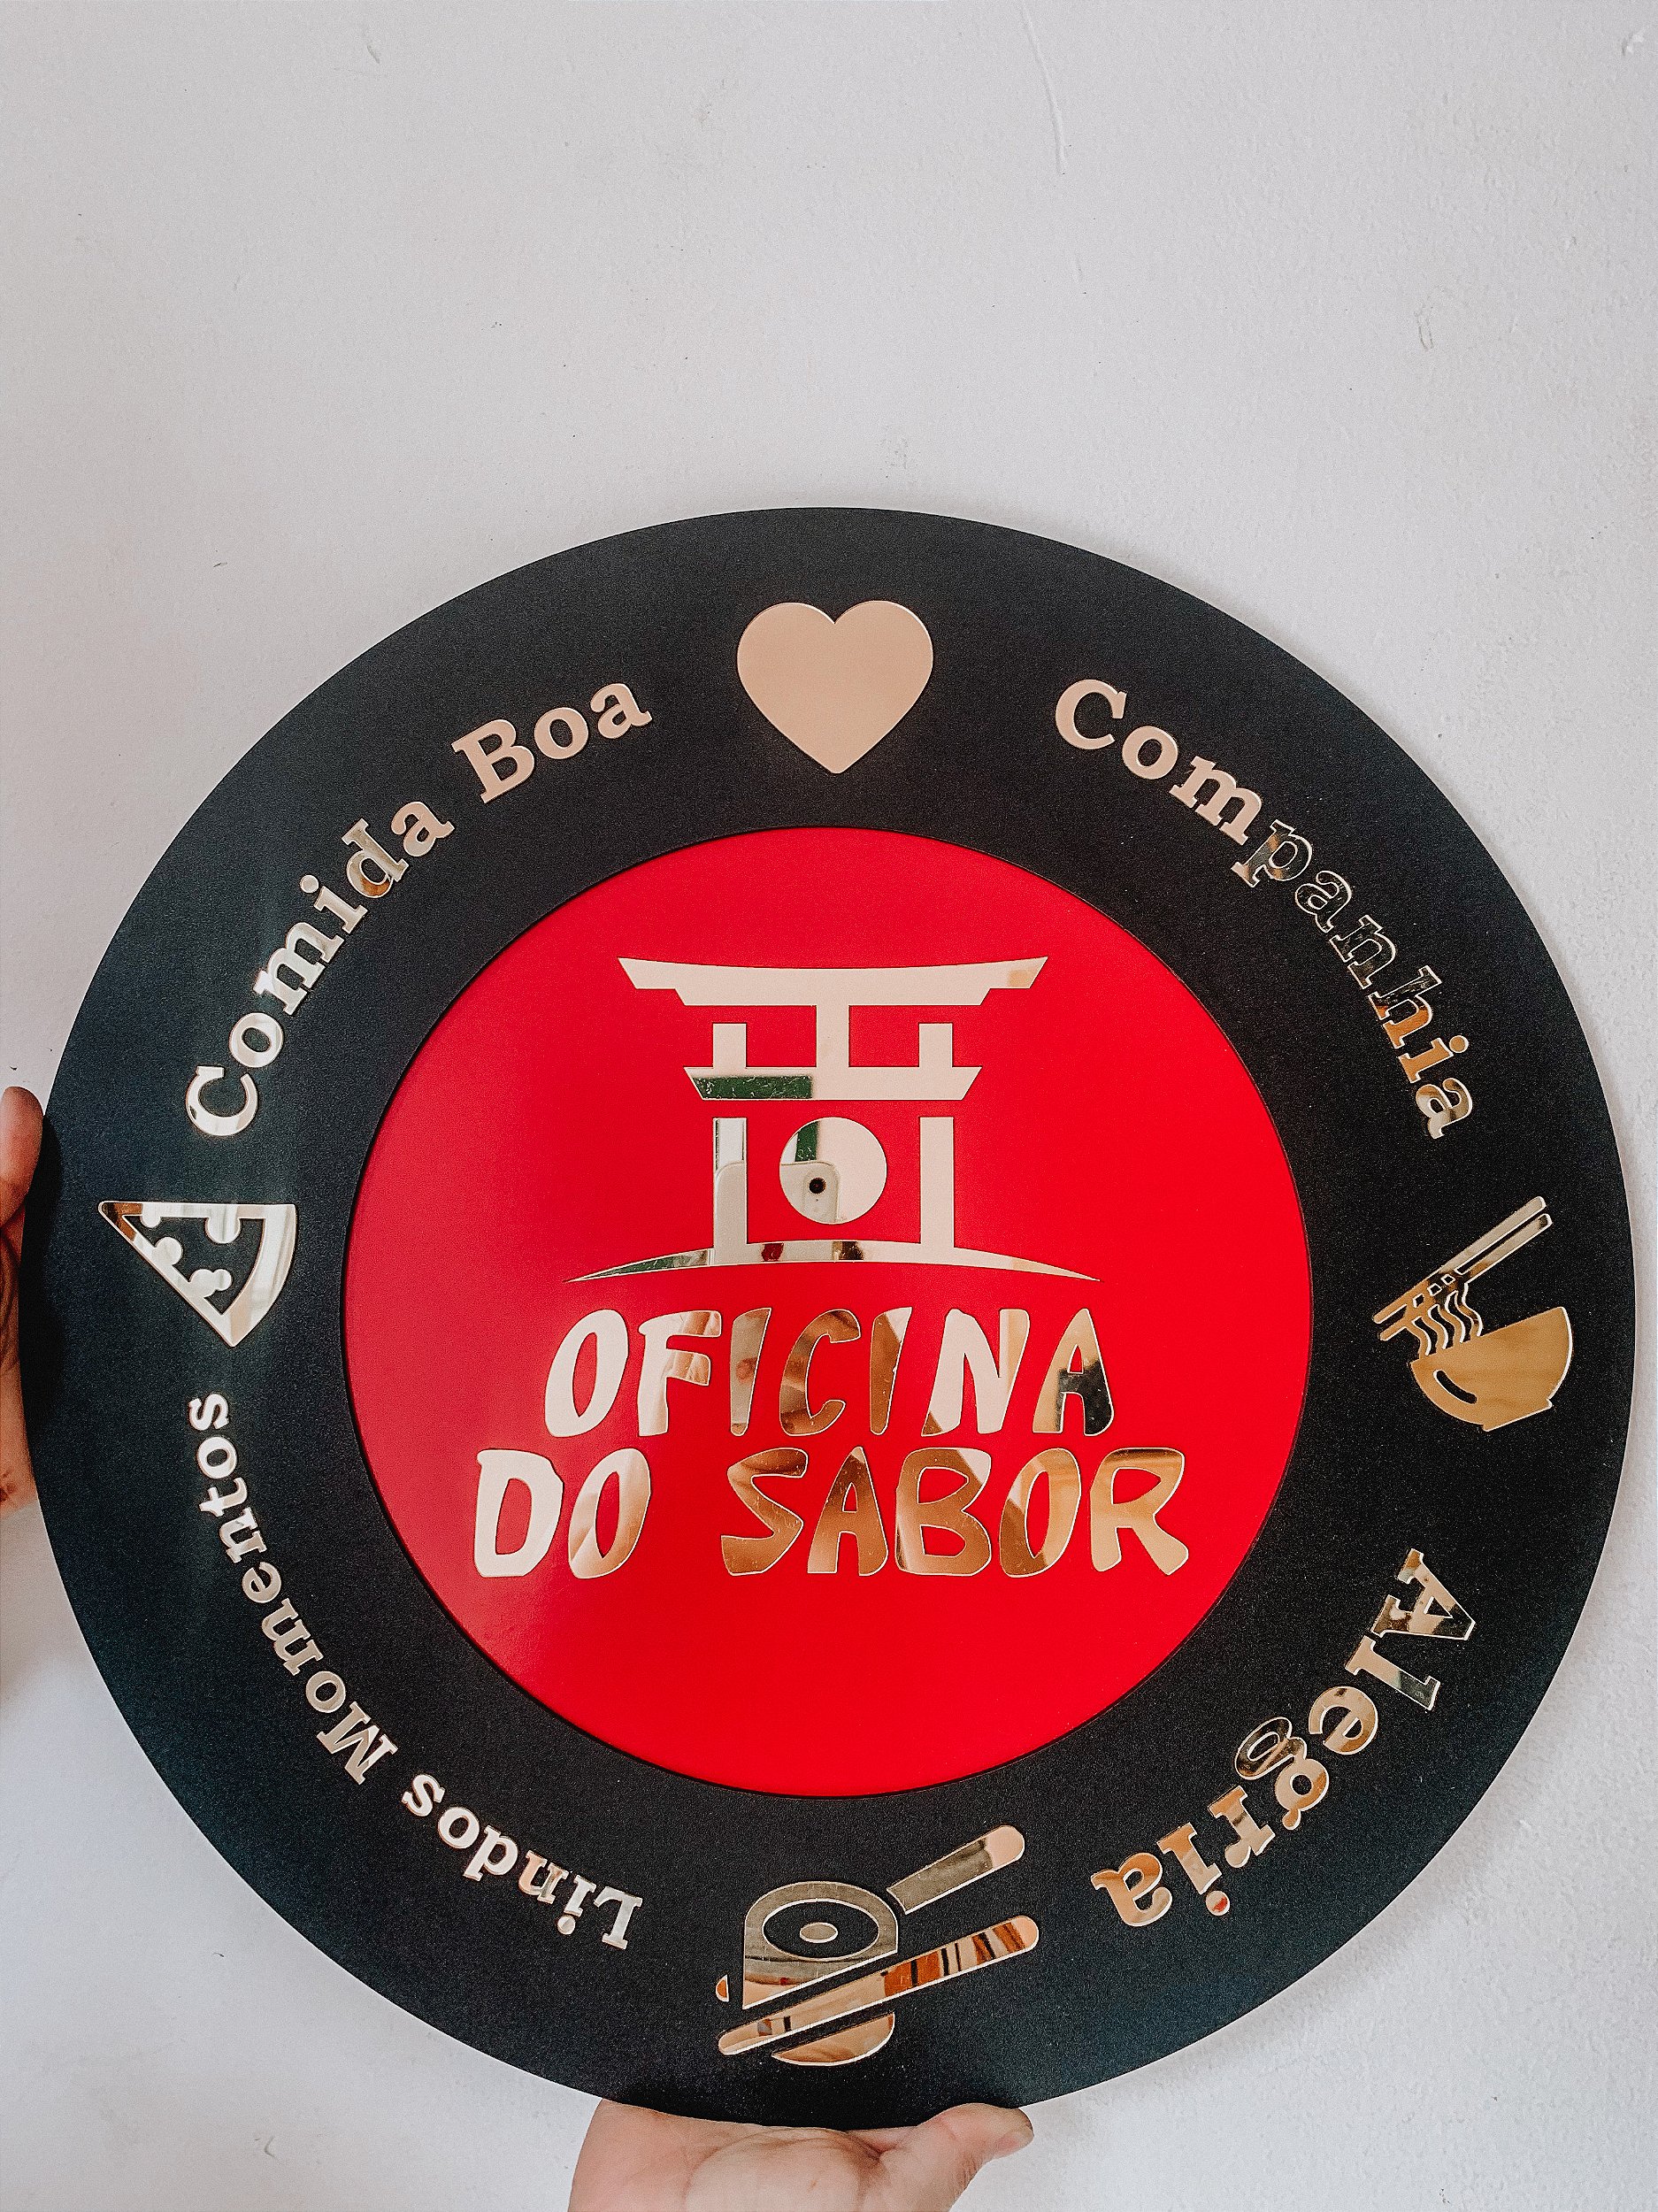 Comida Boa
Companhia
Alegria
Lindos Momentos
OFICINA
DO SABOR